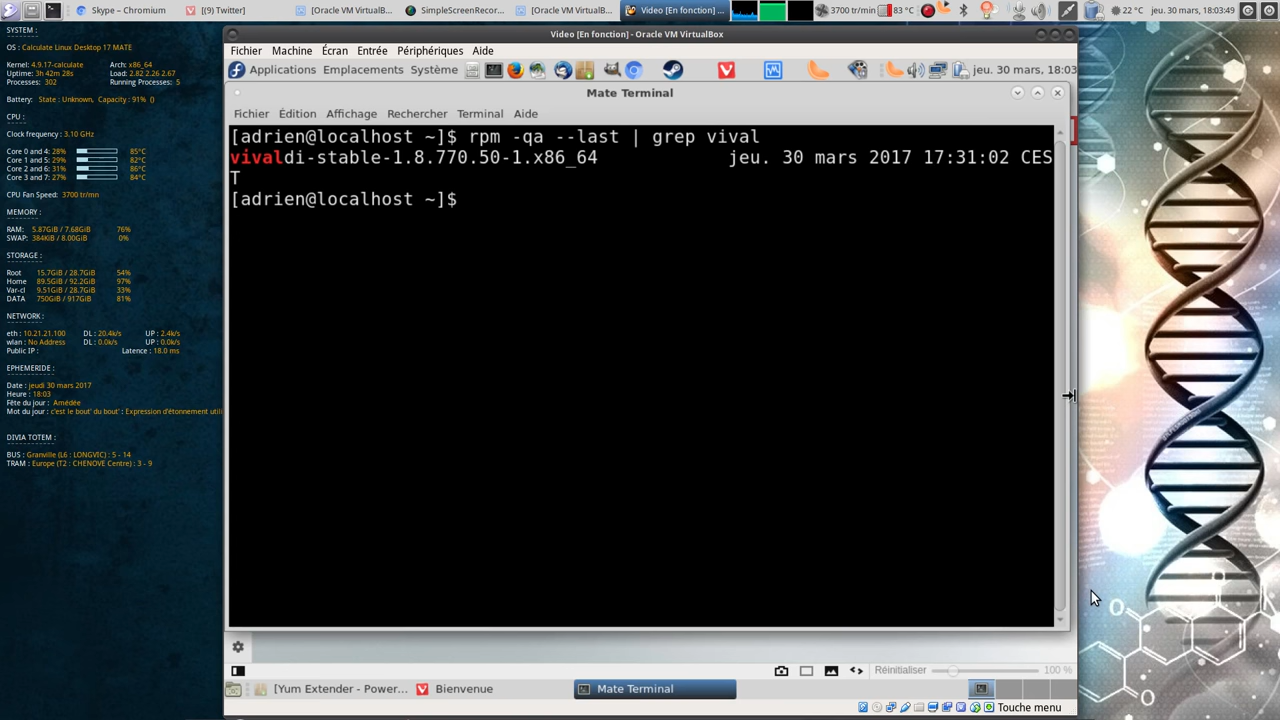 Skype ~ Chromium
[(9) Twitter]
[Oracle VM VirtualB...
SimpleScreenRecor...
[Oracle VM VirtualB...
Video [En fonction] ...
3700 tr/min
83 °C
22 °C
jeu. 30 mars, 18:03:49
SYSTEM :
OS : Calculate Linux Desktop 17 MATE
Kernel: 4.9.17-calculate Arch: x86_64
Uptime: 3h 42m 28s Load: 2.82 2.26 2.67
Processes: 302 Running Processes: 5
Battery: State : Unknown, Capacity : 91% ()
CPU :
Clock frequency : 3.10 GHz
Core 0 and 4: 28% 85°C
Core 1 and 5: 29% 82°C
Core 2 and 6: 31% 86°C
Core 3 and 7: 27% 84°C
CPU Fan Speed: 3700 tr/mn
MEMORY :
RAM: 5.87GiB / 7.68GiB 76%
SWAP: 384KiB / 8.00GiB 0%
STORAGE :
Root 15.7GiB / 28.7GiB 54%
Home 89.5GiB / 92.2GiB 97%
Var-cl 9.51GiB / 28.7GiB 33%
DATA 750GiB / 917GiB 81%
NETWORK :
eth : 10.21.21.100 DL : 20.4k/s UP : 2.4k/s
wlan : No Address DL : 0.0k/s UP : 0.0k/s
Public IP : Latence : 18.0 ms
EPHEMERIDE :
Date : jeudi 30 mars 2017
Heure : 18:03
Fête du jour : Amédée
Mot du jour : c'est le bout' du bout' : Expression d'étonnement utili
DIVIA TOTEM :
BUS : Granville (L6 : LONGVIC) : 5 - 14
TRAM : Europe (T2 : CHENOVE Centre) : 3 - 9
Video [En fonction] - Oracle VM VirtualBox
Fichier Machine Écran Entrée Périphériques Aide
Applications Emplacements Système jeu. 30 mars, 18:03
Mate Terminal
Fichier Édition Affichage Rechercher Terminal Aide
[adrien@localhost ~]$ rpm -qa --last | grep vival
vivaldi-stable-1.8.770.50-1.x86_64 jeu. 30 mars 2017 17:31:02 CES
T
[adrien@localhost ~]$
Réinitialiser 100 %
[Yum Extender - Power... Bienvenue Mate Terminal
Touche menu